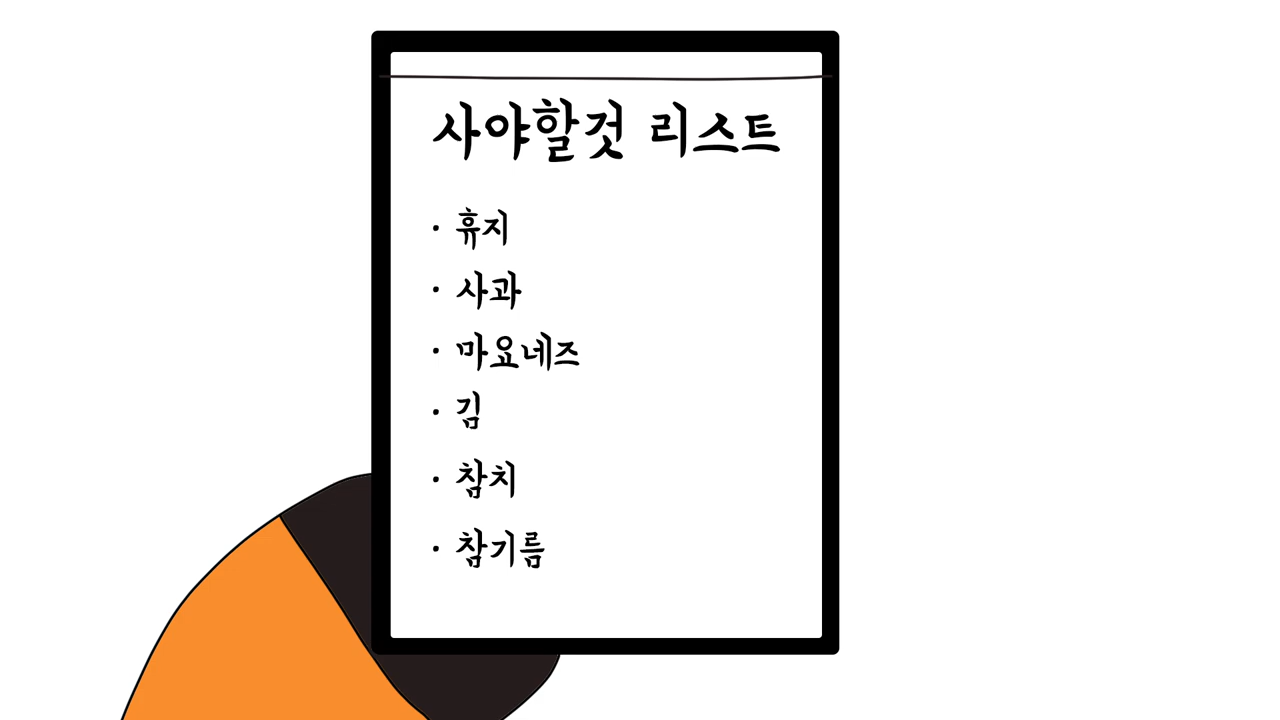 사야할것 리스트
· 휴지
· 사과
· 마요네즈
· 김
· 참치
· 참기름